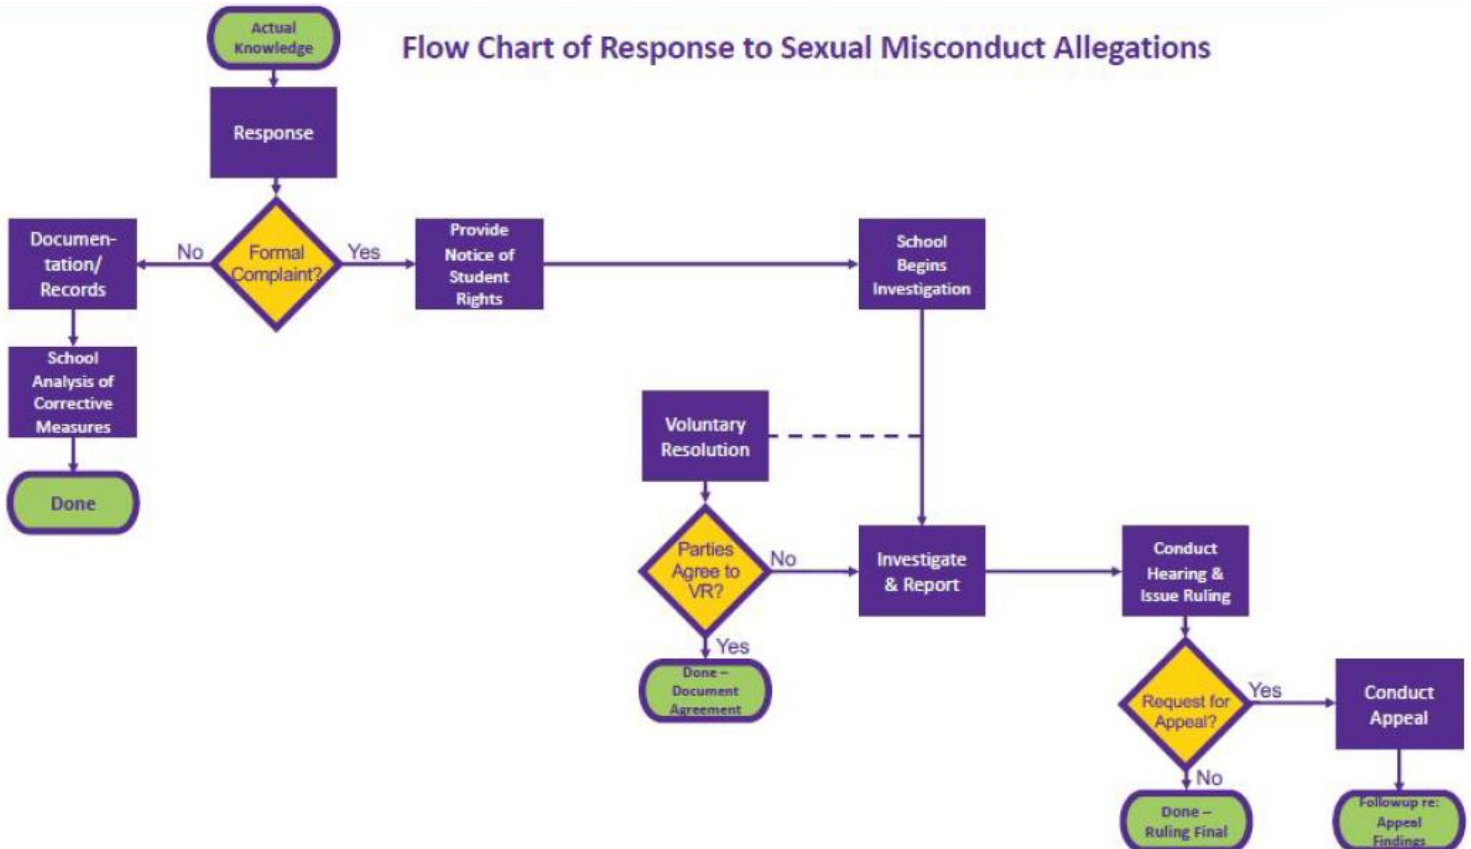 Actual
Knowledge
Flow Chart of Response to Sexual Misconduct Allegations
Response
Documen-
tation/
Records
No
Formal
Complaint?
Yes
Provide
Notice of
Student
Rights
School
Begins
Investigation
School
Analysis of
Corrective
Measures
Done
Voluntary
Resolution
Parties
Agree to
VR?
No
Investigate
& Report
Conduct
Hearing &
Issue Ruling
Yes
Done –
Document
Agreement
Request for
Appeal?
Yes
Conduct
Appeal
No
Done –
Ruling Final
Followup re:
Appeal
Findings